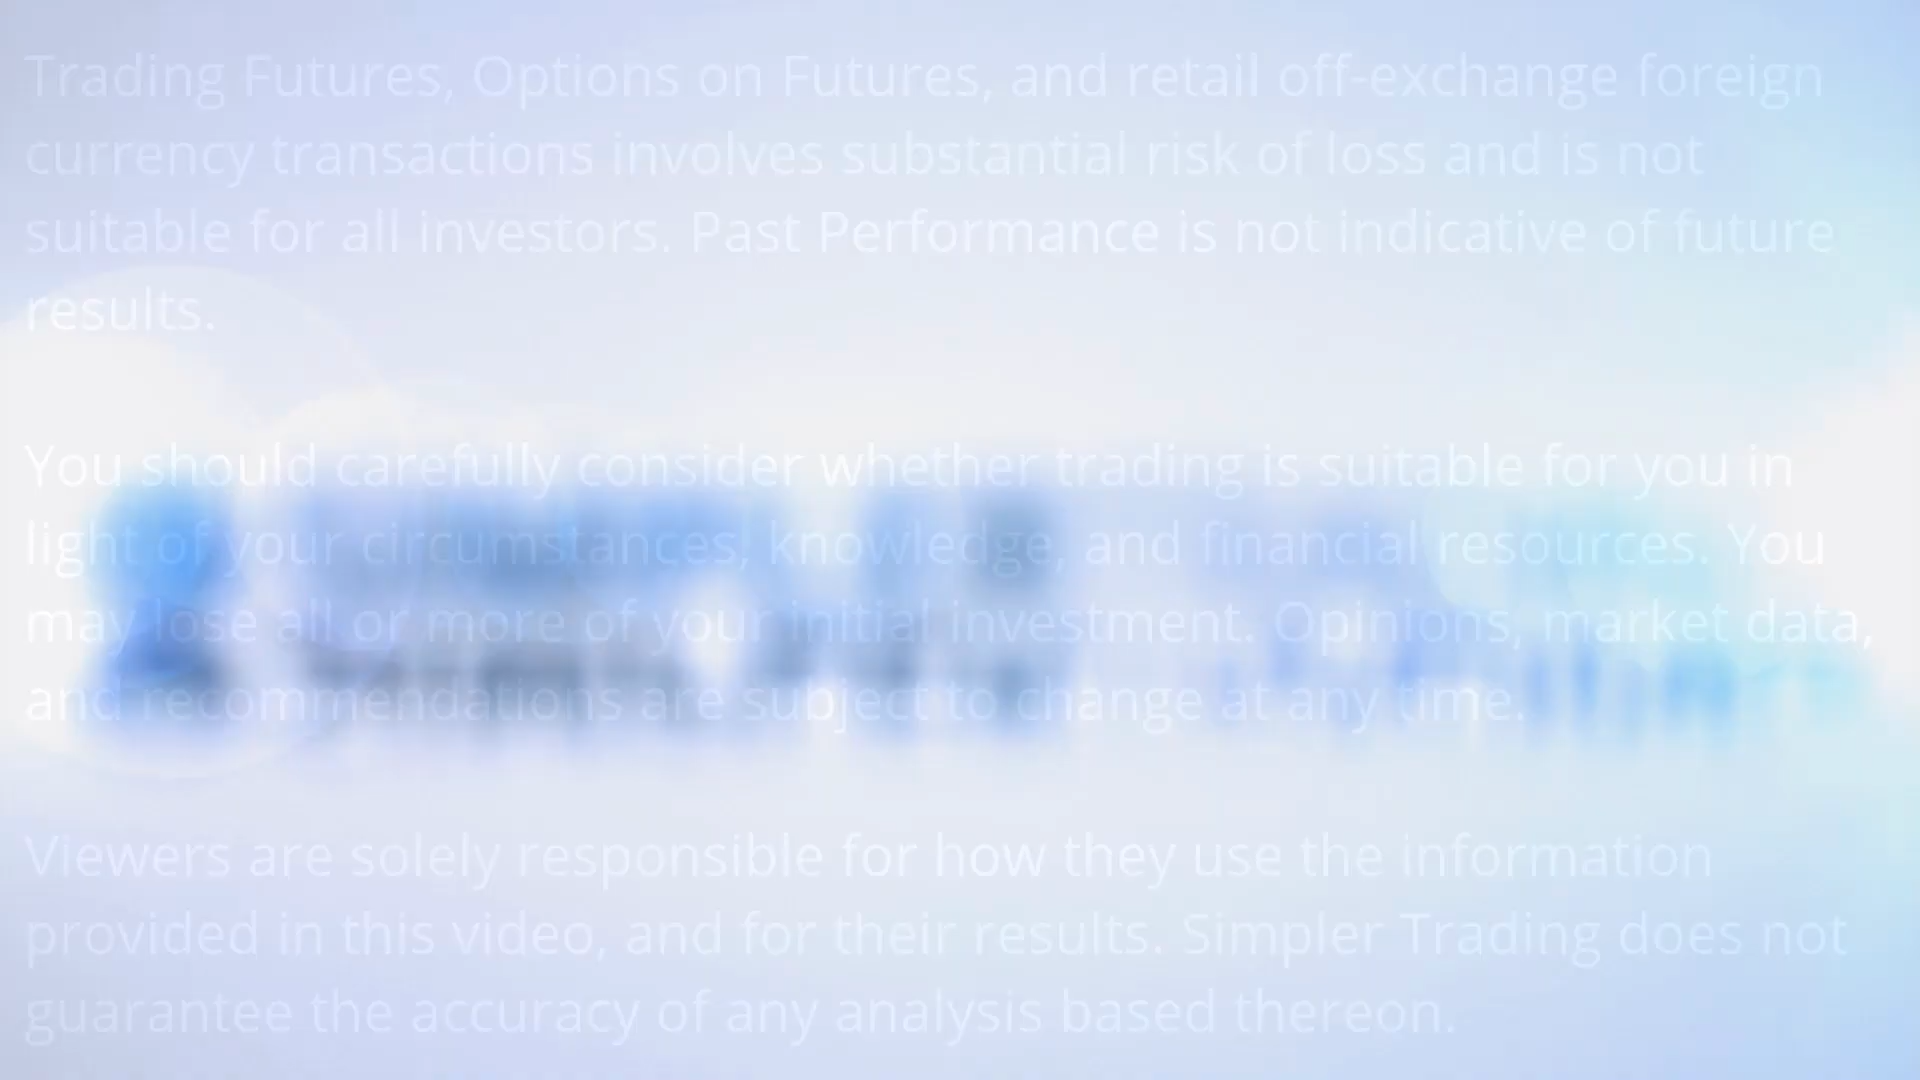 Trading Futures, Options on Futures, and retail off-exchange foreign
currency transactions involves substantial risk of loss and is not
suitable for all investors. Past Performance is not indicative of future
results.
You should carefully consider whether trading is suitable for you in
light of your circumstances, knowledge, and financial resources. You
may lose all or more of your initial investment. Opinions, market data,
and recommendations are subject to change at any time.
Viewers are solely responsible for how they use the information
provided in this video, and for their results. Simpler Trading does not
guarantee the accuracy of any analysis based thereon.